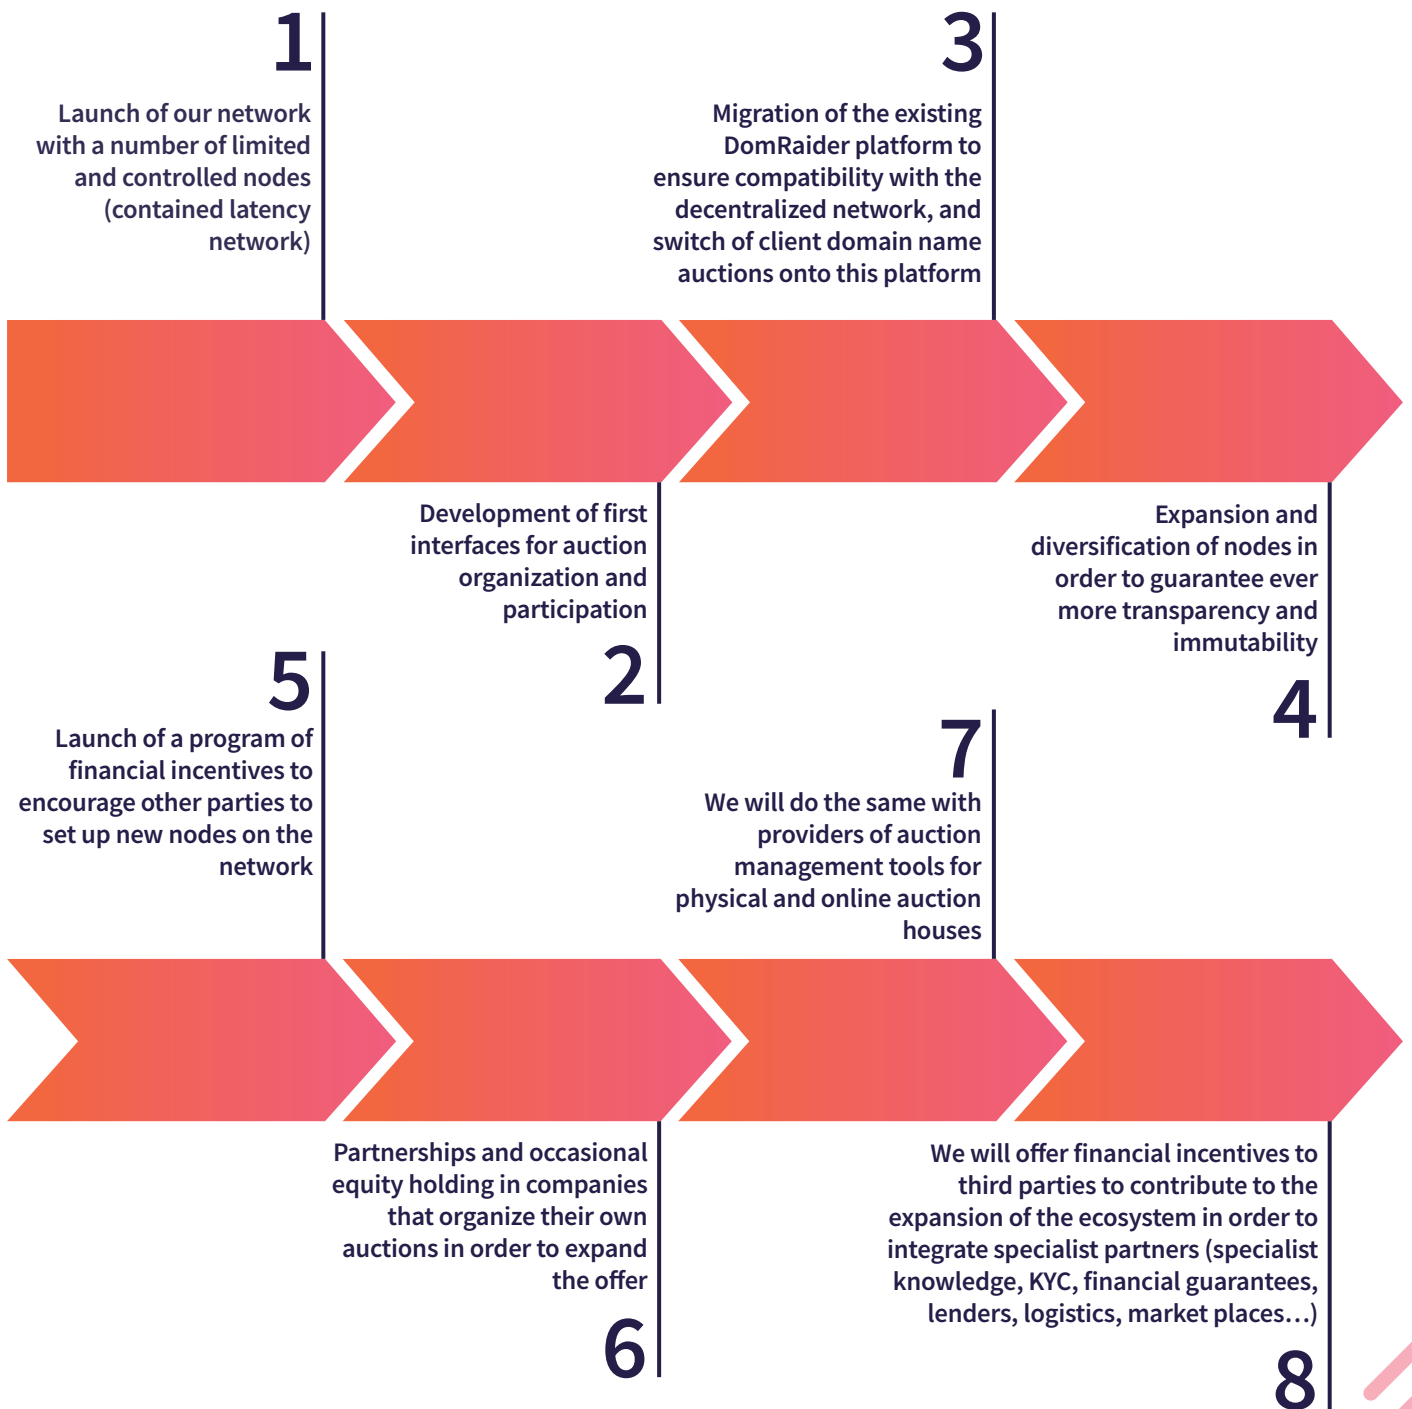 1
Launch of our network
with a number of limited
and controlled nodes
(contained latency
network)
Development of first
interfaces for auction
organization and
participation
2
3
Migration of the existing
DomRaider platform to
ensure compatibility with the
decentralized network, and
switch of client domain name
auctions onto this platform
Expansion and
diversification of nodes in
order to guarantee ever
more transparency and
immutability
4
5
Launch of a program of
financial incentives to
encourage other parties to
set up new nodes on the
network
Partnerships and occasional
equity holding in companies
that organize their own
auctions in order to expand
the offer
6
7
We will do the same with
providers of auction
management tools for
physical and online auction
houses
We will offer financial incentives to
third parties to contribute to the
expansion of the ecosystem in order to
integrate specialist partners (specialist
knowledge, KYC, financial guarantees,
lenders, logistics, market places…)
8